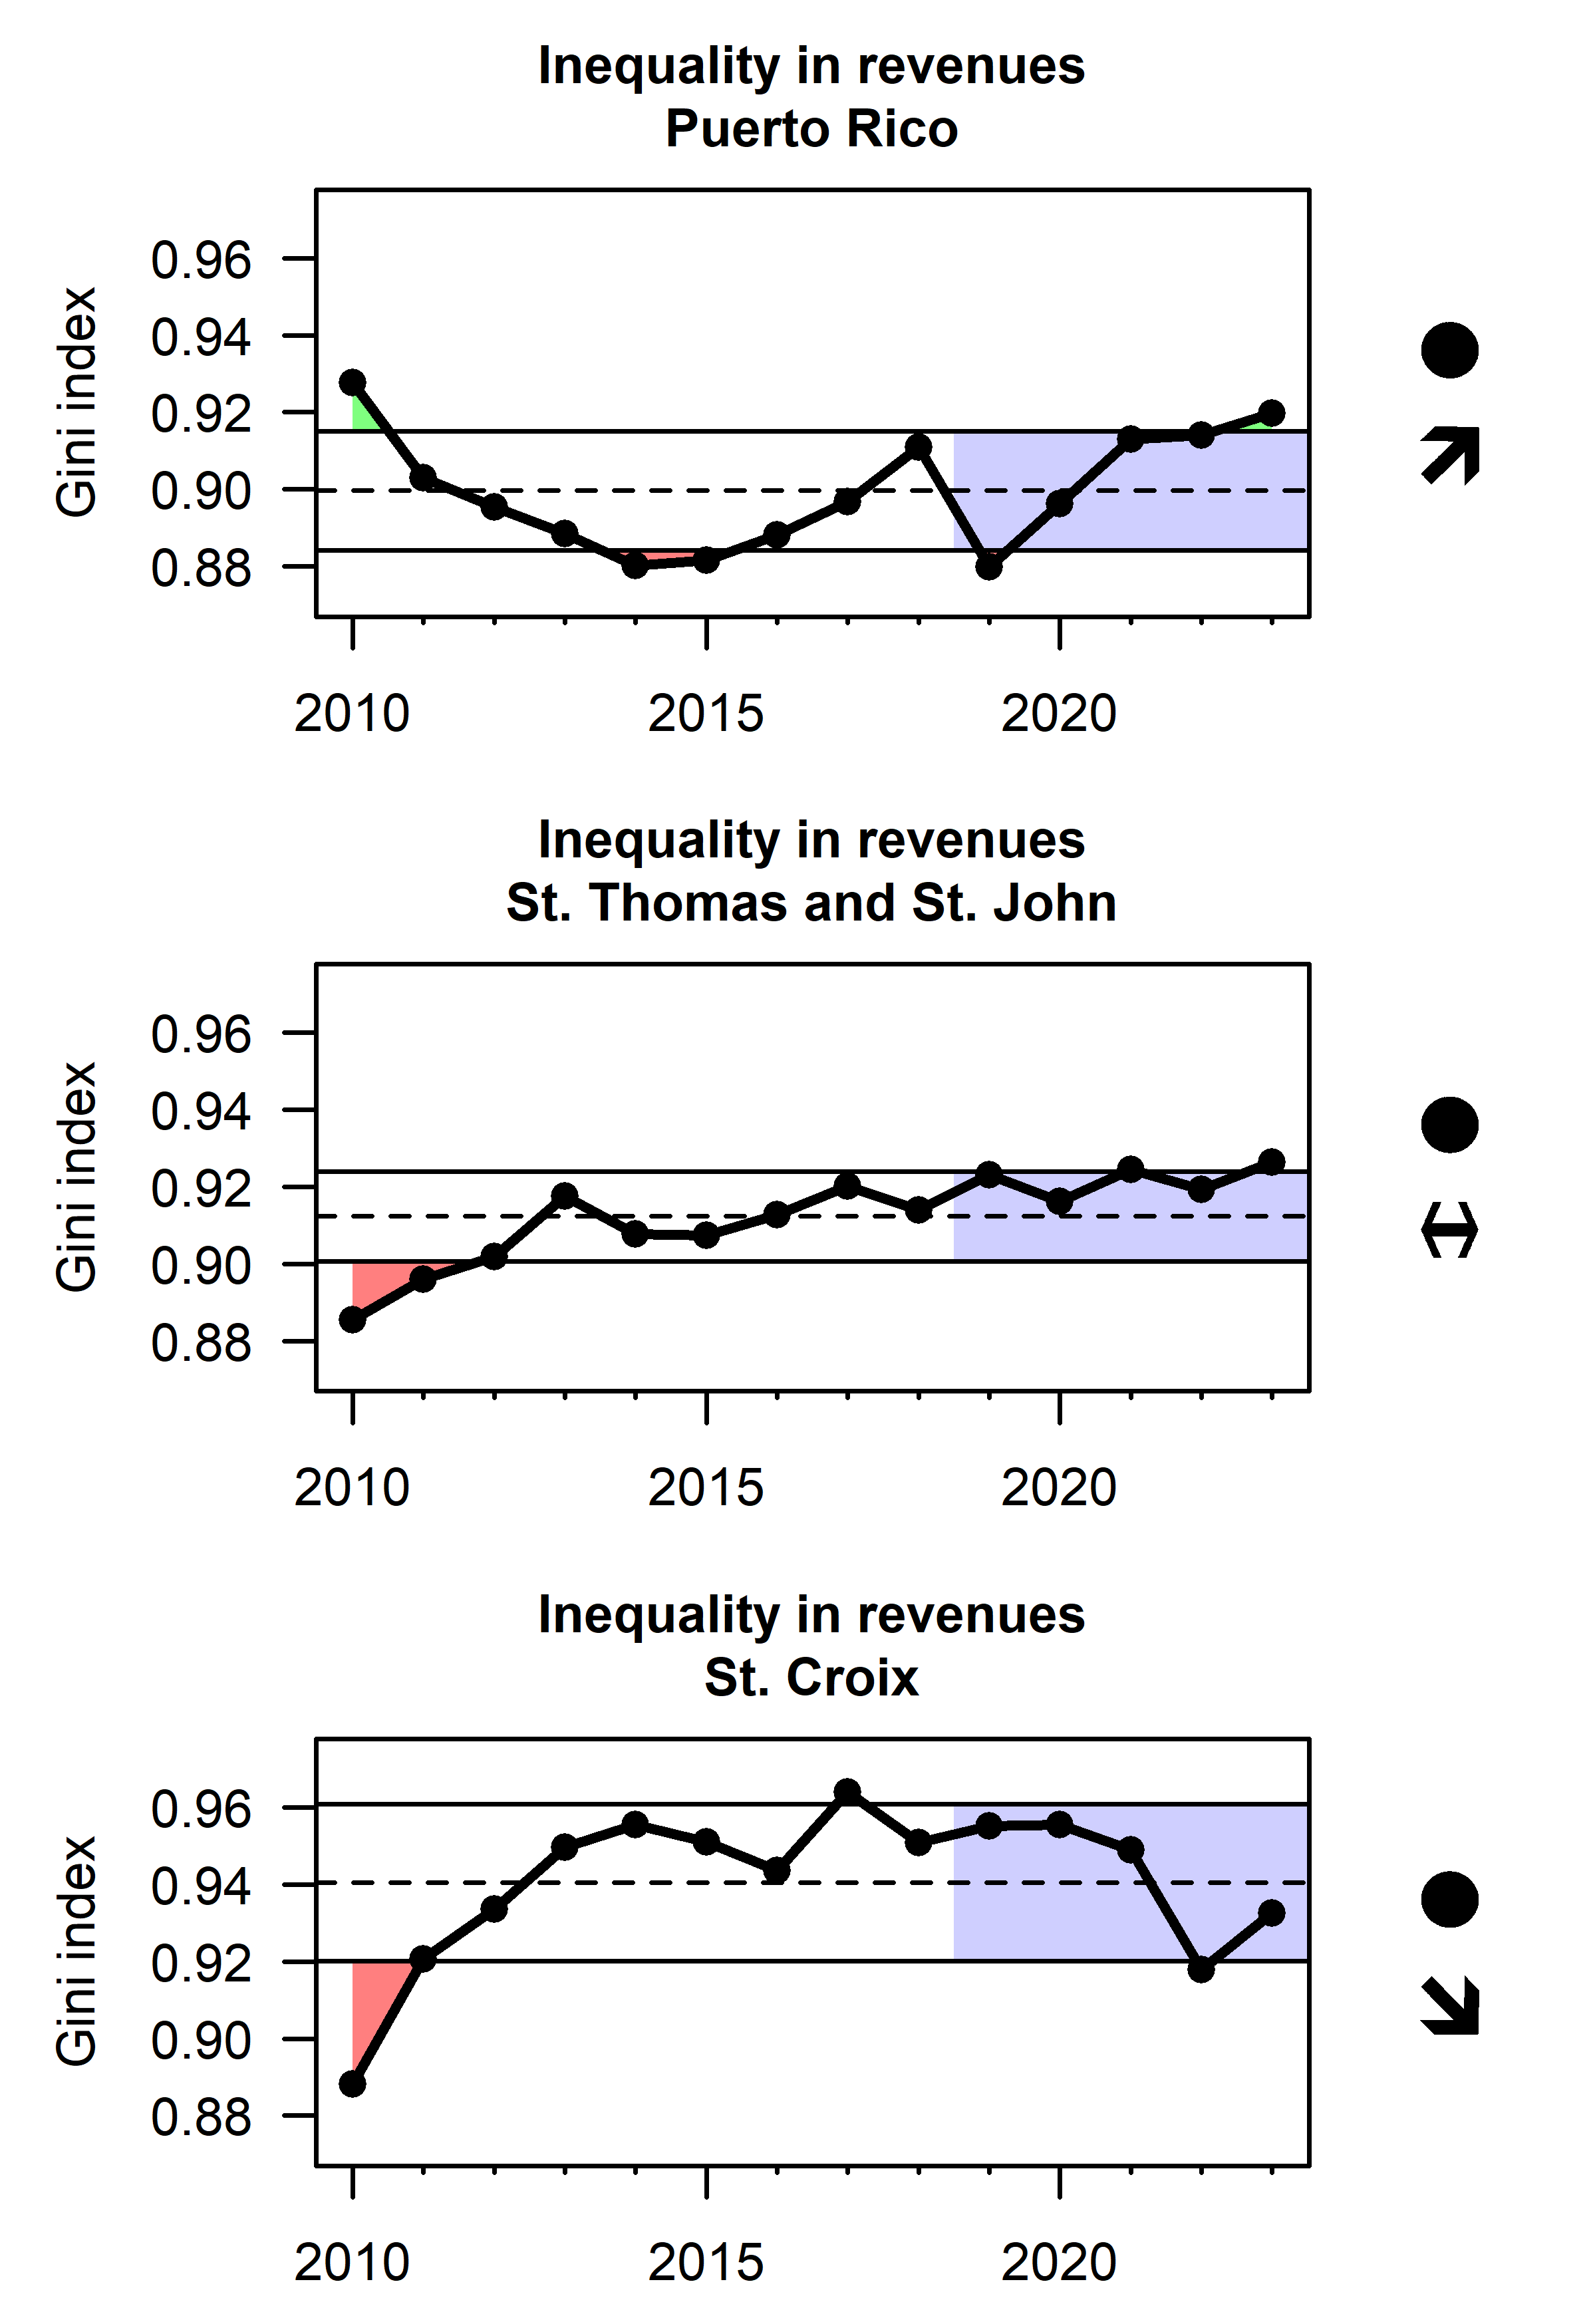 Inequality in revenues
Puerto Rico
Gini index
0.96
0.94
0.92
0.90
0.88
2010 2015 2020
Inequality in revenues
St. Thomas and St. John
Gini index
0.96
0.94
0.92
0.90
0.88
2010 2015 2020
Inequality in revenues
St. Croix
Gini index
0.96
0.94
0.92
0.90
0.88
2010 2015 2020